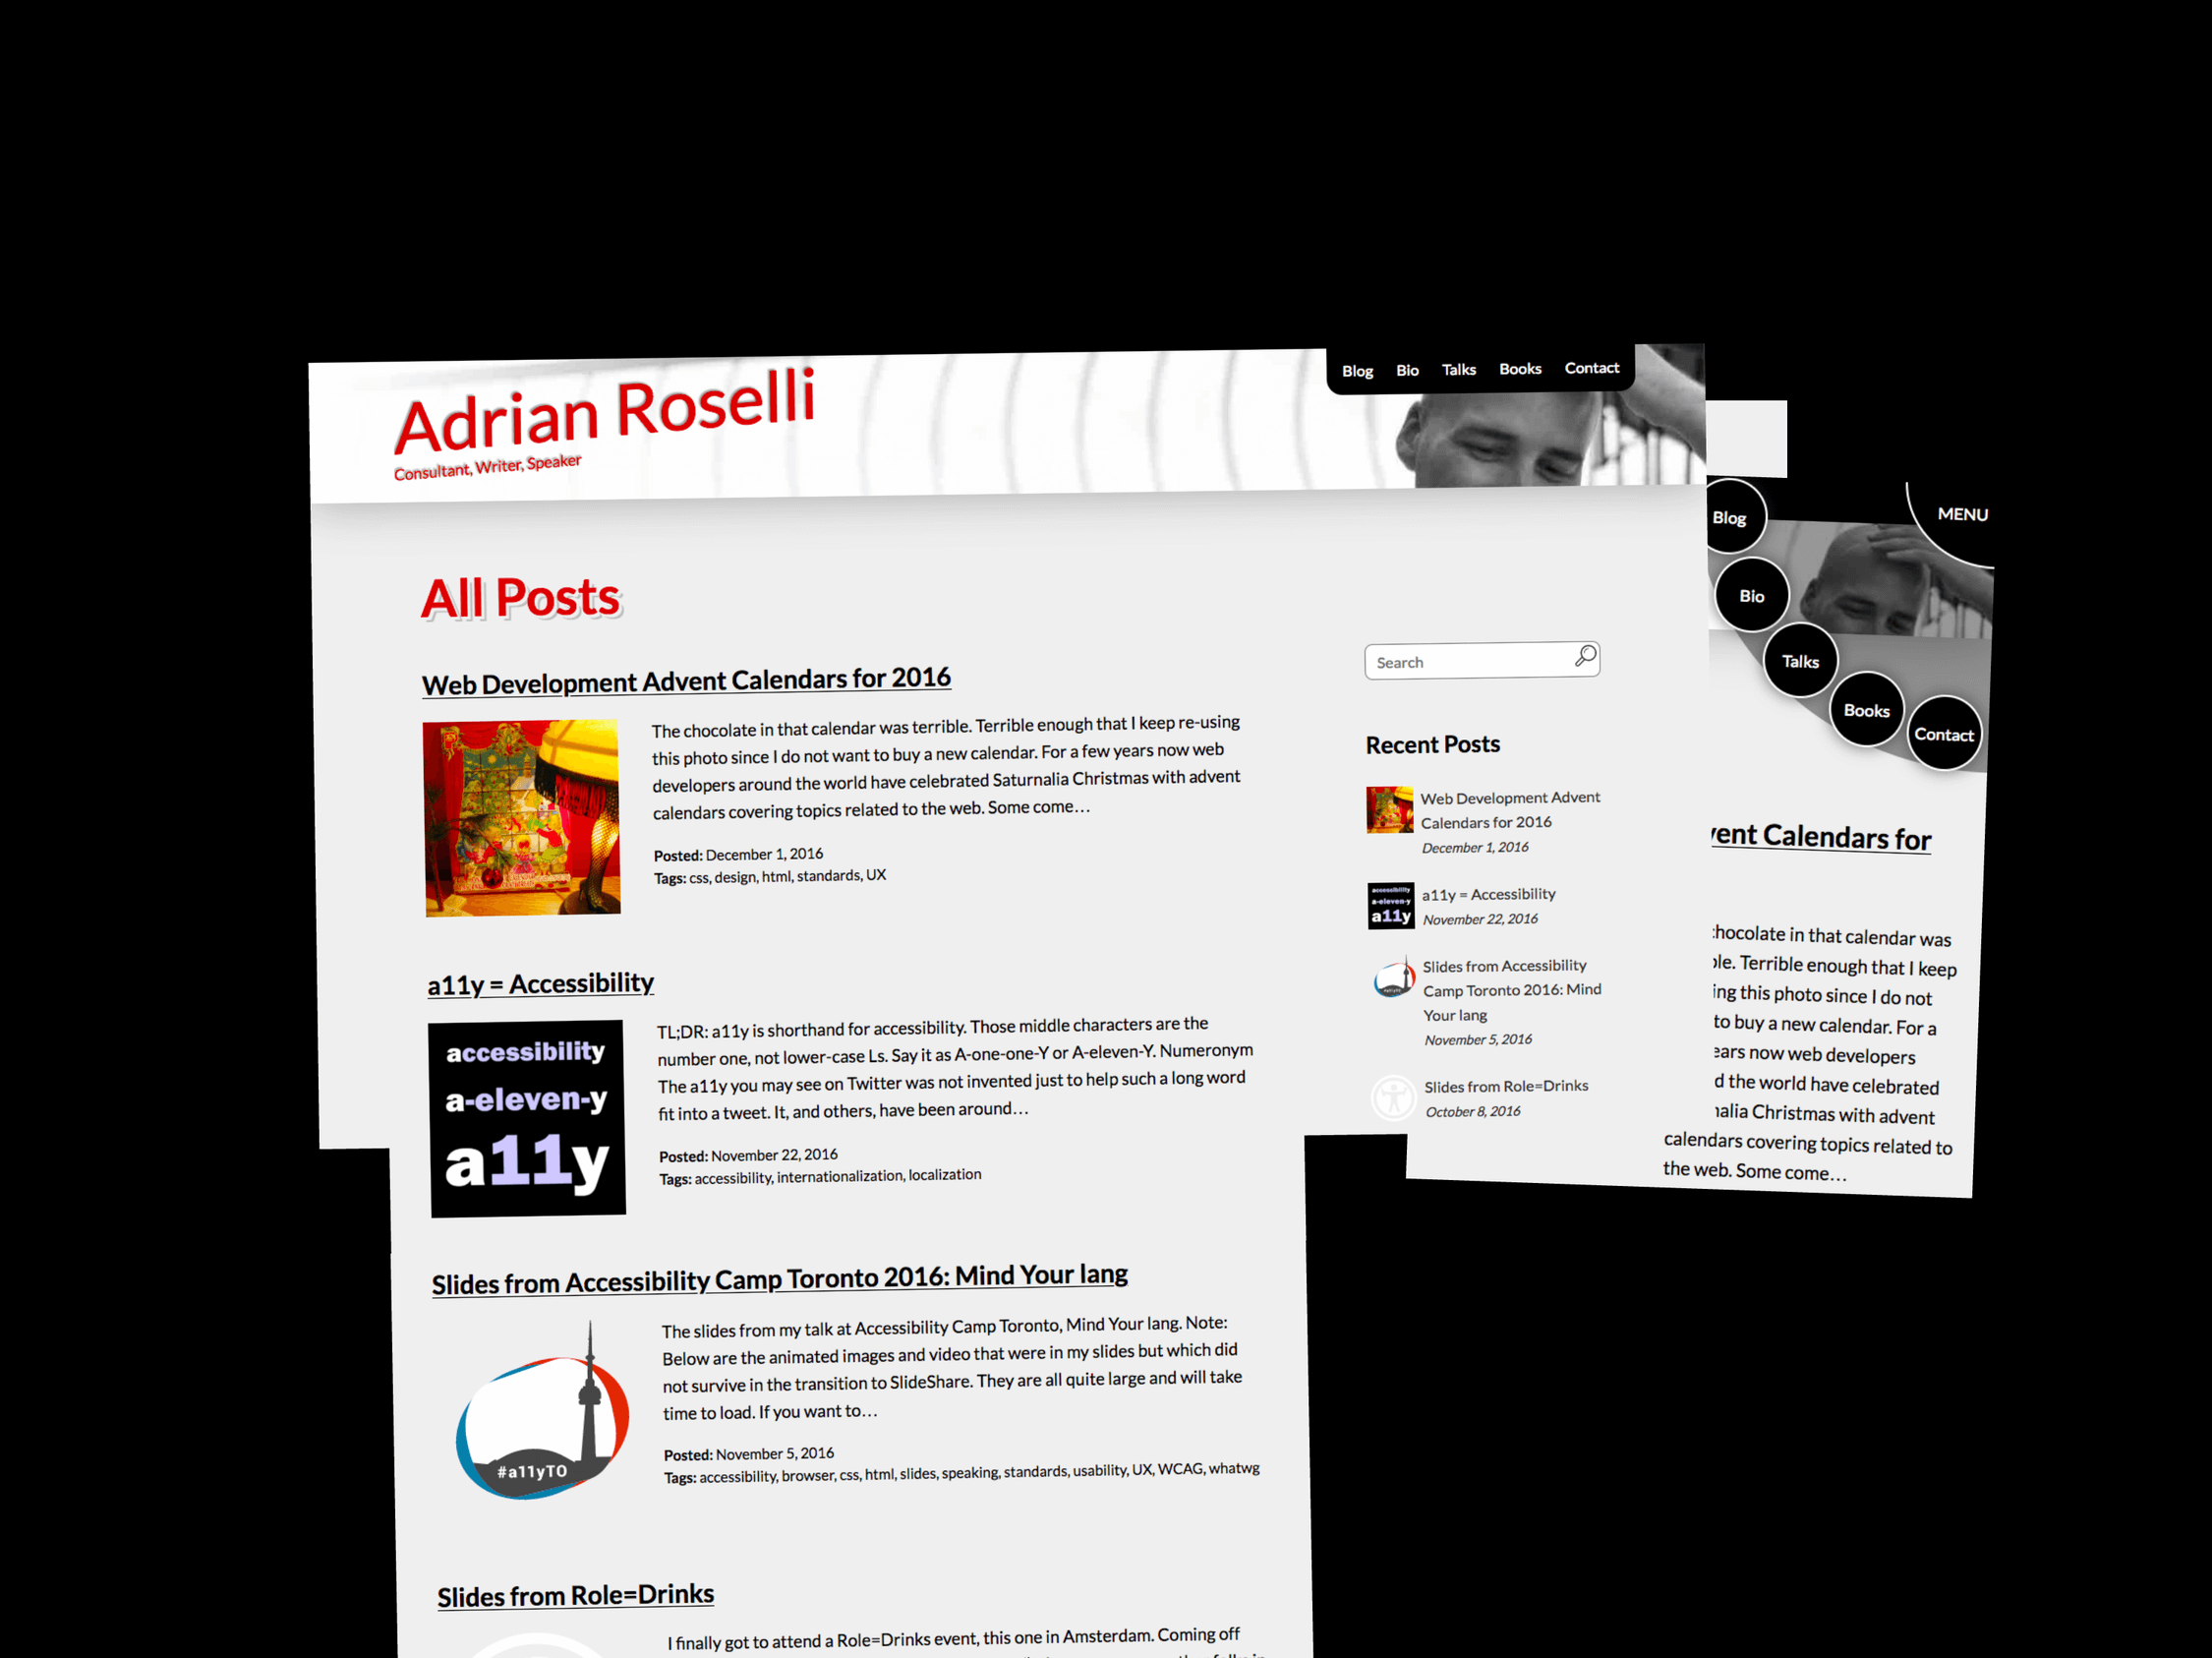 Adrian Roselli
Consultant, Writer, Speaker
Blog Bio Talks Books Contact
All Posts
Web Development Advent Calendars for 2016
The chocolate in that calendar was terrible. Terrible enough that I keep re-using
this photo since I do not want to buy a new calendar. For a few years now web
developers around the world have celebrated Saturnalia Christmas with advent
calendars covering topics related to the web. Some come…
Posted: December 1, 2016
Tags: css, design, html, standards, UX
a11y = Accessibility
accessibility
a-eleven-y
a11y
TL;DR: a11y is shorthand for accessibility. Those middle characters are the
number one, not lower-case Ls. Say it as A-one-one-Y or A-eleven-Y. Numeronym
The a11y you may see on Twitter was not invented just to help such a long word
fit into a tweet. It, and others, have been around…
Posted: November 22, 2016
Tags: accessibility, internationalization, localization
Slides from Accessibility Camp Toronto 2016: Mind Your lang
#a11yTO
The slides from my talk at Accessibility Camp Toronto, Mind Your lang. Note:
Below are the animated images and video that were in my slides but which did
not survive in the transition to SlideShare. They are all quite large and will take
time to load. If you want to…
Posted: November 5, 2016
Tags: accessibility, browser, css, html, slides, speaking, standards, usability, UX, WCAG, whatwg
Slides from Role=Drinks
I finally got to attend a Role=Drinks event, this one in Amsterdam. Coming off
Search
Recent Posts
Web Development Advent
Calendars for 2016
December 1, 2016
accessibility
a-eleven-y
a11y
a11y = Accessibility
November 22, 2016
Slides from Accessibility
Camp Toronto 2016: Mind
Your lang
November 5, 2016
Slides from Role=Drinks
October 8, 2016
MENU
Blog
Bio
Talks
Books
Contact
Calendars for
in that calendar was
Terrible enough that I keep
this photo since I do not
to buy a new calendar. For a
now web developers
the world have celebrated
Christmas with advent
calendars covering topics related to
the web. Some come…